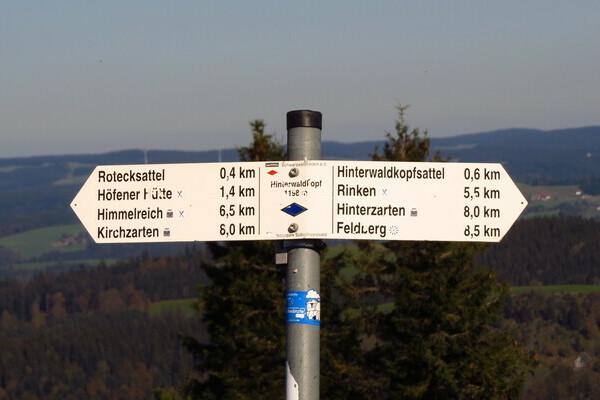 Rotecksattel 0,4 km
Höfener Hütte 1,4 km
Himmelreich 6,5 km
Kirchzarten 8,0 km
Hinterwaldkopf
1198 m
Hinterwaldkopfsattel 0,6 km
Rinken 5,5 km
Hinterzarten 8,0 km
Feldberg 8,5 km